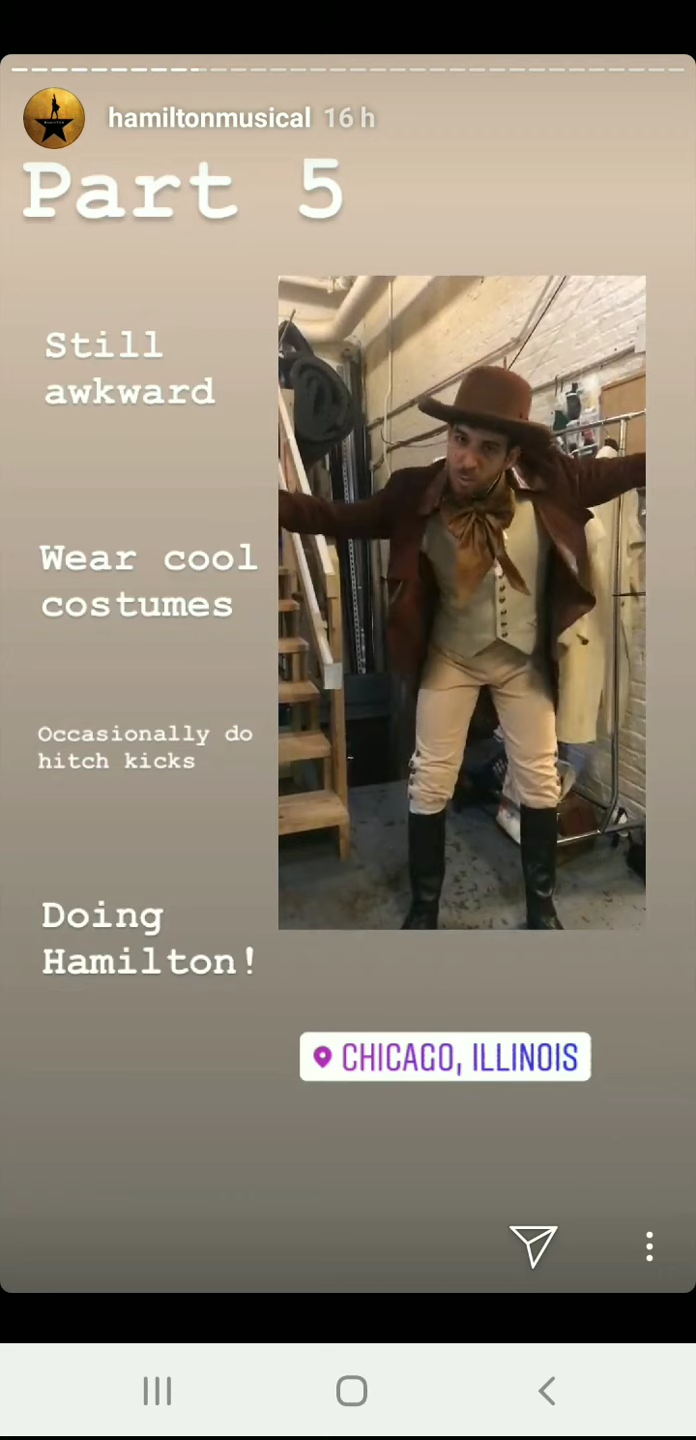 hamiltonmusical 16 h
Part 5
Still
awkward
Wear cool
costumes
Occasionally do
hitch kicks
Doing
Hamilton!
CHICAGO, ILLINOIS